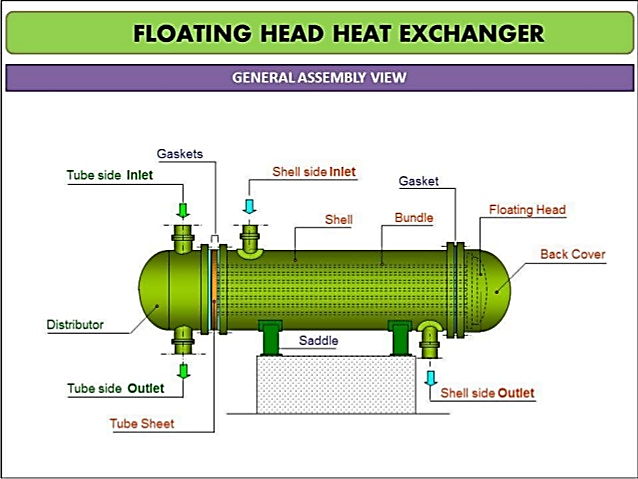 FLOATING HEAD HEAT EXCHANGER
GENERAL ASSEMBLY VIEW
Gaskets
Tube side Inlet
Shell side Inlet
Gasket
Shell
Bundle
Floating Head
Back Cover
Distributor
Saddle
Tube side Outlet
Shell side Outlet
Tube Sheet